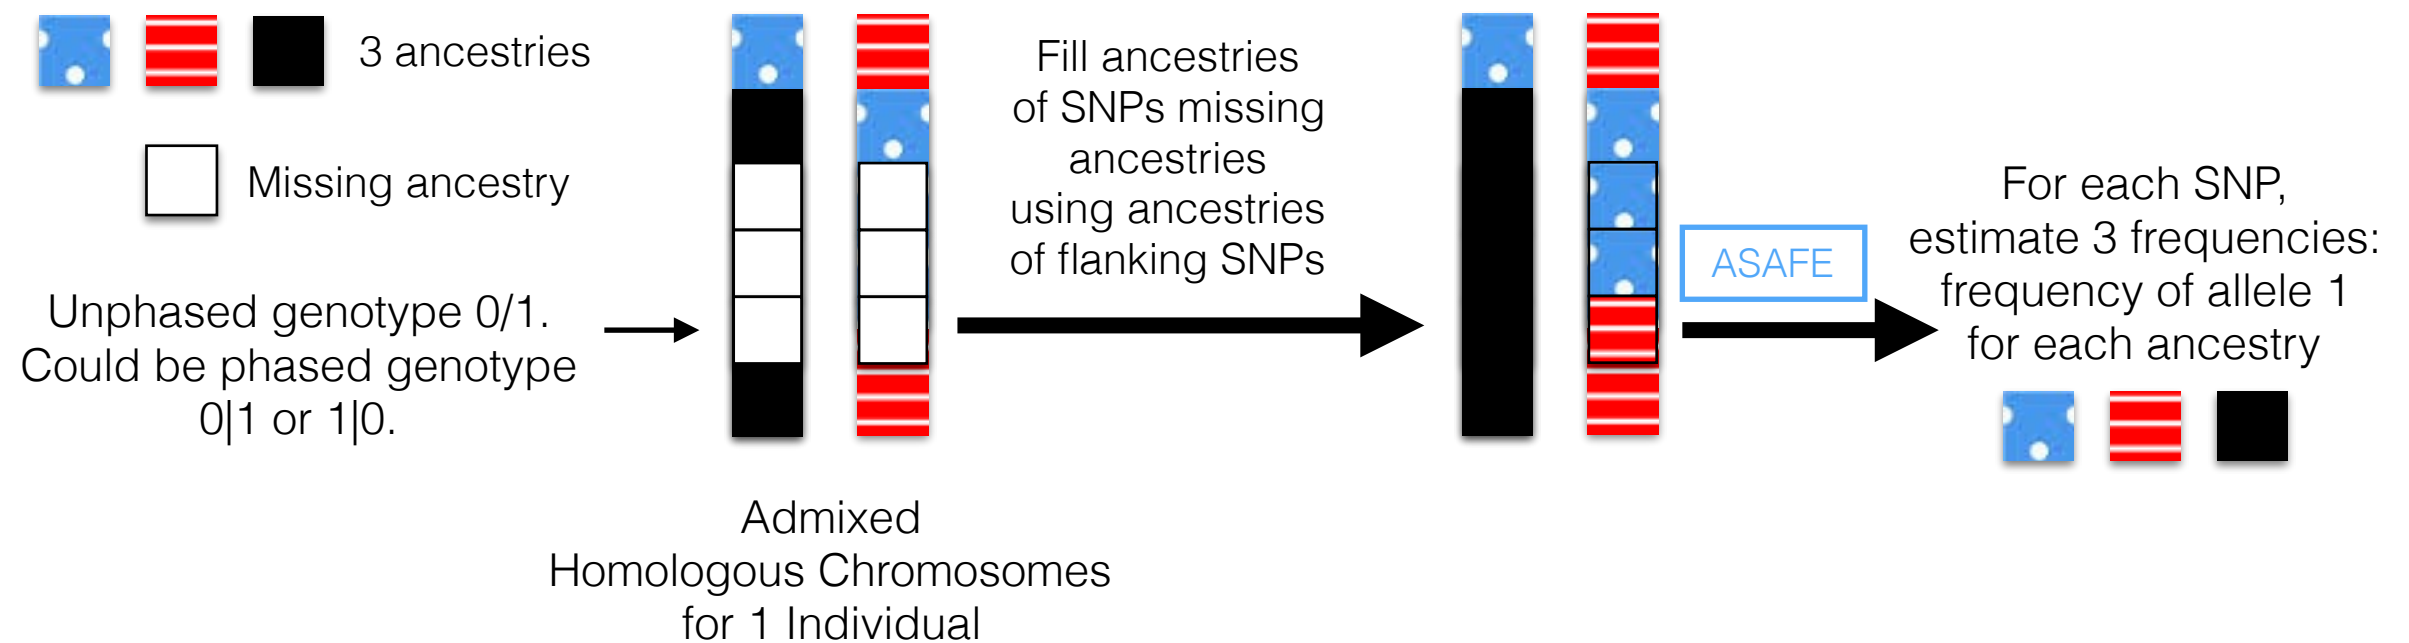 3 ancestries
Missing ancestry
Unphased genotype 0/1.
Could be phased genotype
0|1 or 1|0.
Admixed
Homologous Chromosomes
for 1 Individual
Fill ancestries
of SNPs missing
ancestries
using ancestries
of flanking SNPs
ASAFE
For each SNP,
estimate 3 frequencies:
frequency of allele 1
for each ancestry